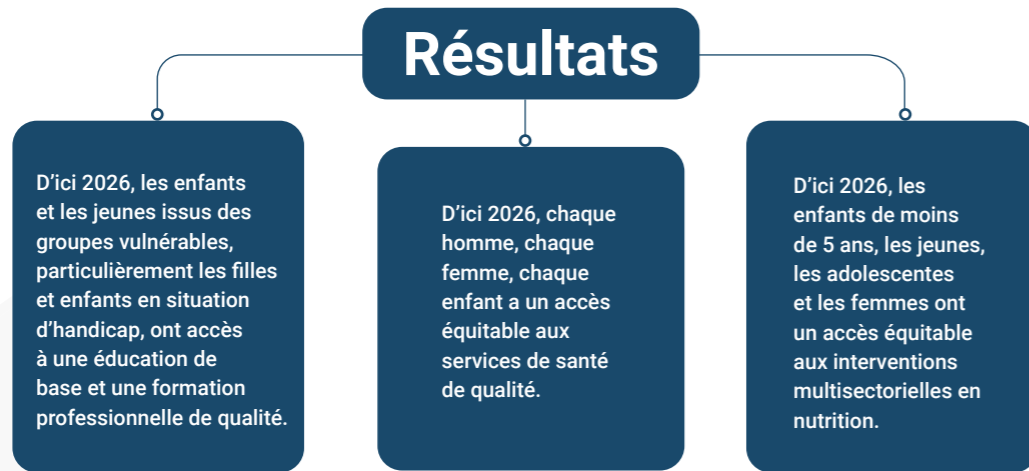 Résultats
D'ici 2026, les enfants
et les jeunes issus des
groupes vulnérables,
particulièrement les filles
et enfants en situation
d'handicap, ont accès
à une éducation de
base et une formation
professionnelle de qualité.
D'ici 2026, chaque
homme, chaque
femme, chaque
enfant a un accès
équitable aux
services de santé
de qualité.
D'ici 2026, les
enfants de moins
de 5 ans, les jeunes,
les adolescentes
et les femmes ont
un accès équitable
aux interventions
multisectorielles en
nutrition.